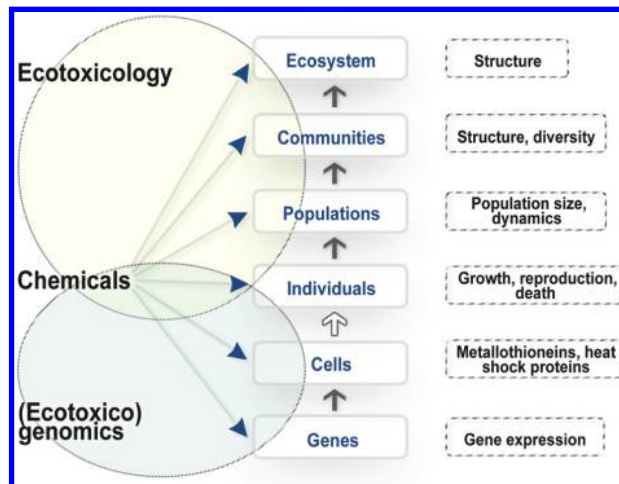 Ecotoxicology
Ecosystem
Structure
Communities
Structure, diversity
Populations
Population size,
dynamics
Chemicals
Individuals
Growth, reproduction,
death
Cells
Metallothioneins, heat
shock proteins
(Ecotoxico)
genomics
Genes
Gene expression